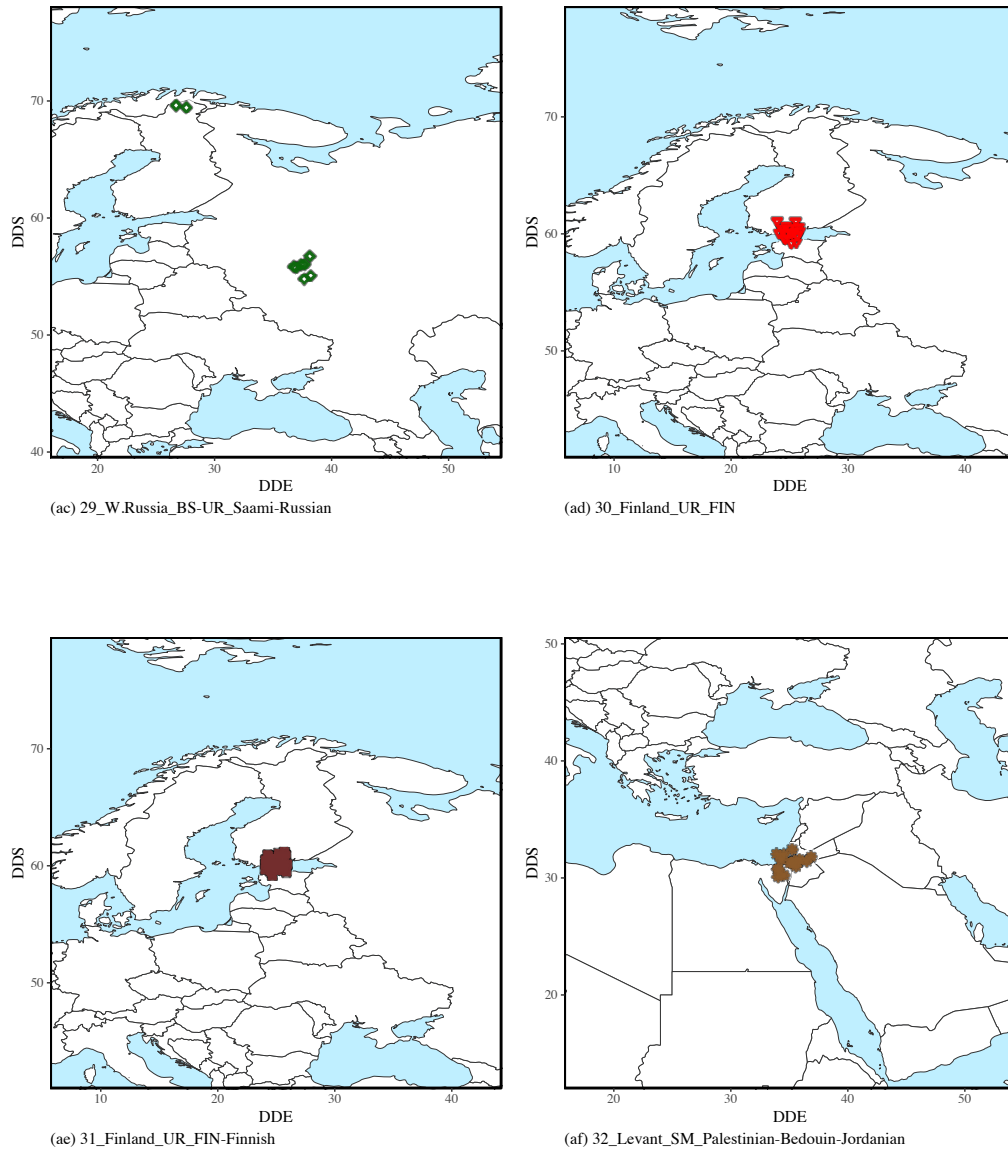 70
60
50
40
DDS
20
30
40
50
DDE
(ac) 29_W.Russia_BS-UR_Saami-Russian
70
60
50
DDS
10
20
30
40
DDE
(ad) 30_Finland_UR_FIN
70
60
50
DDS
10
20
30
40
DDE
(ae) 31_Finland_UR_FIN-Finnish
50
40
30
20
DDS
20
30
40
50
DDE
(af) 32_Levant_SM_Palestinian-Bedouin-Jordanian